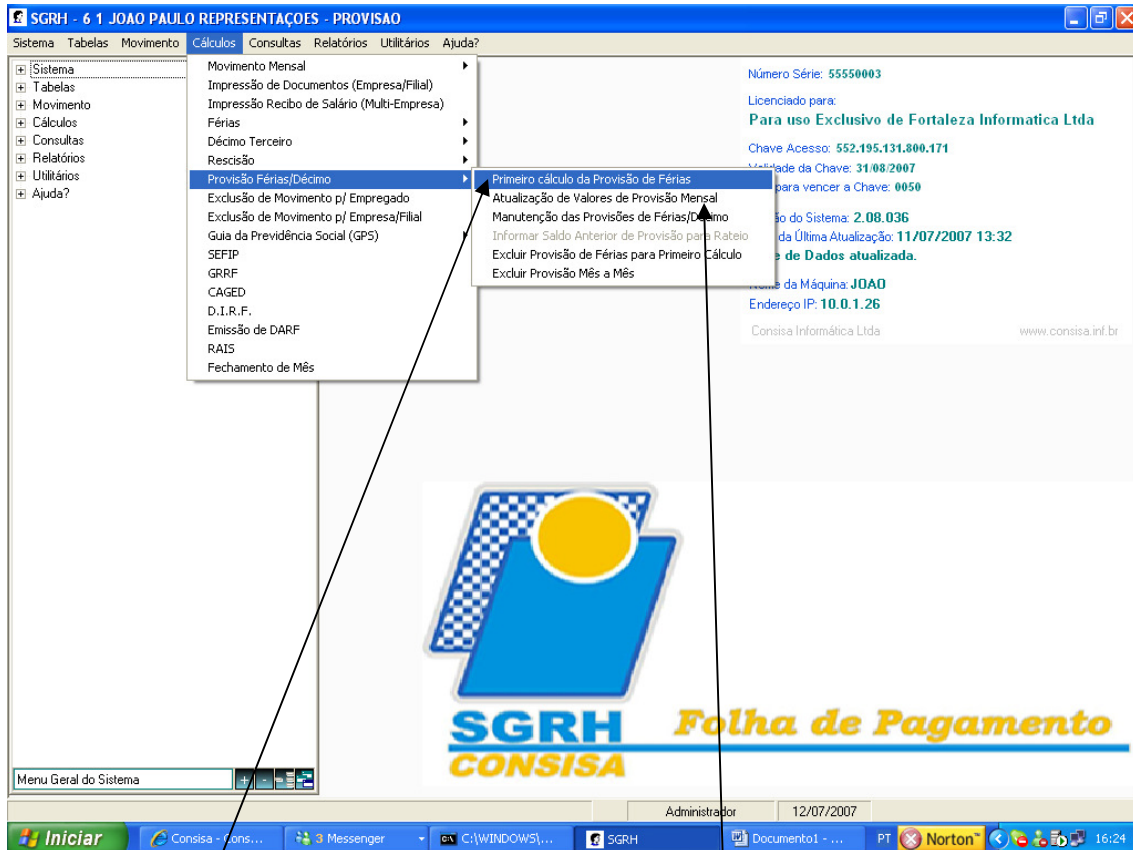 SGRH - 6 1 JOAO PAULO REPRESENTAÇOES - PROVISAO
Sistema Tabelas Movimento Cálculos Consultas Relatórios Utilitários Ajuda?
Sistema
Tabelas
Movimento
Cálculos
Consultas
Relatórios
Utilitários
Ajuda?
Movimento Mensal
Impressão de Documentos (Empresa/Filial)
Impressão Recibo de Salário (Multi-Empresa)
Férias
Décimo Terceiro
Rescisão
Provisão Férias/Décimo
Exclusão de Movimento p/ Empregado
Exclusão de Movimento p/ Empresa/Filial
Guia da Previdência Social (GPS)
SEFIP
GRRF
CAGED
D.I.R.F.
Emissão de DARF
RAIS
Fechamento de Mês
Primeiro cálculo da Provisão de Férias
Atualização de Valores de Provisão Mensal
Manutenção das Provisões de Férias/Décimo
Informar Saldo Anterior de Provisão para Rateio
Excluir Provisão de Férias para Primeiro Cálculo
Excluir Provisão Mês a Mês
Número Série: 55550003
Licenciado para:
Para uso Exclusivo de Fortaleza Informatica Ltda
Chave Acesso: 552.195.131.800.171
Validade da Chave: 31/08/2007
para vencer a Chave: 0050
do Sistema: 2.08.036
da Última Atualização: 11/07/2007 13:32
de Dados atualizada.
da Máquina: JOAO
Endereço IP: 10.0.1.26
Consisa Informática Ltda www.consisa.inf.br
SGRH Folha de Pagamento
CONSISA
Menu Geral do Sistema + -
Administrador 12/07/2007
Iniciar Consisa - Cons... 3 Messenger C:\WINDOWS\... SGRH Documento1 - ... PT Norton™ 16:24